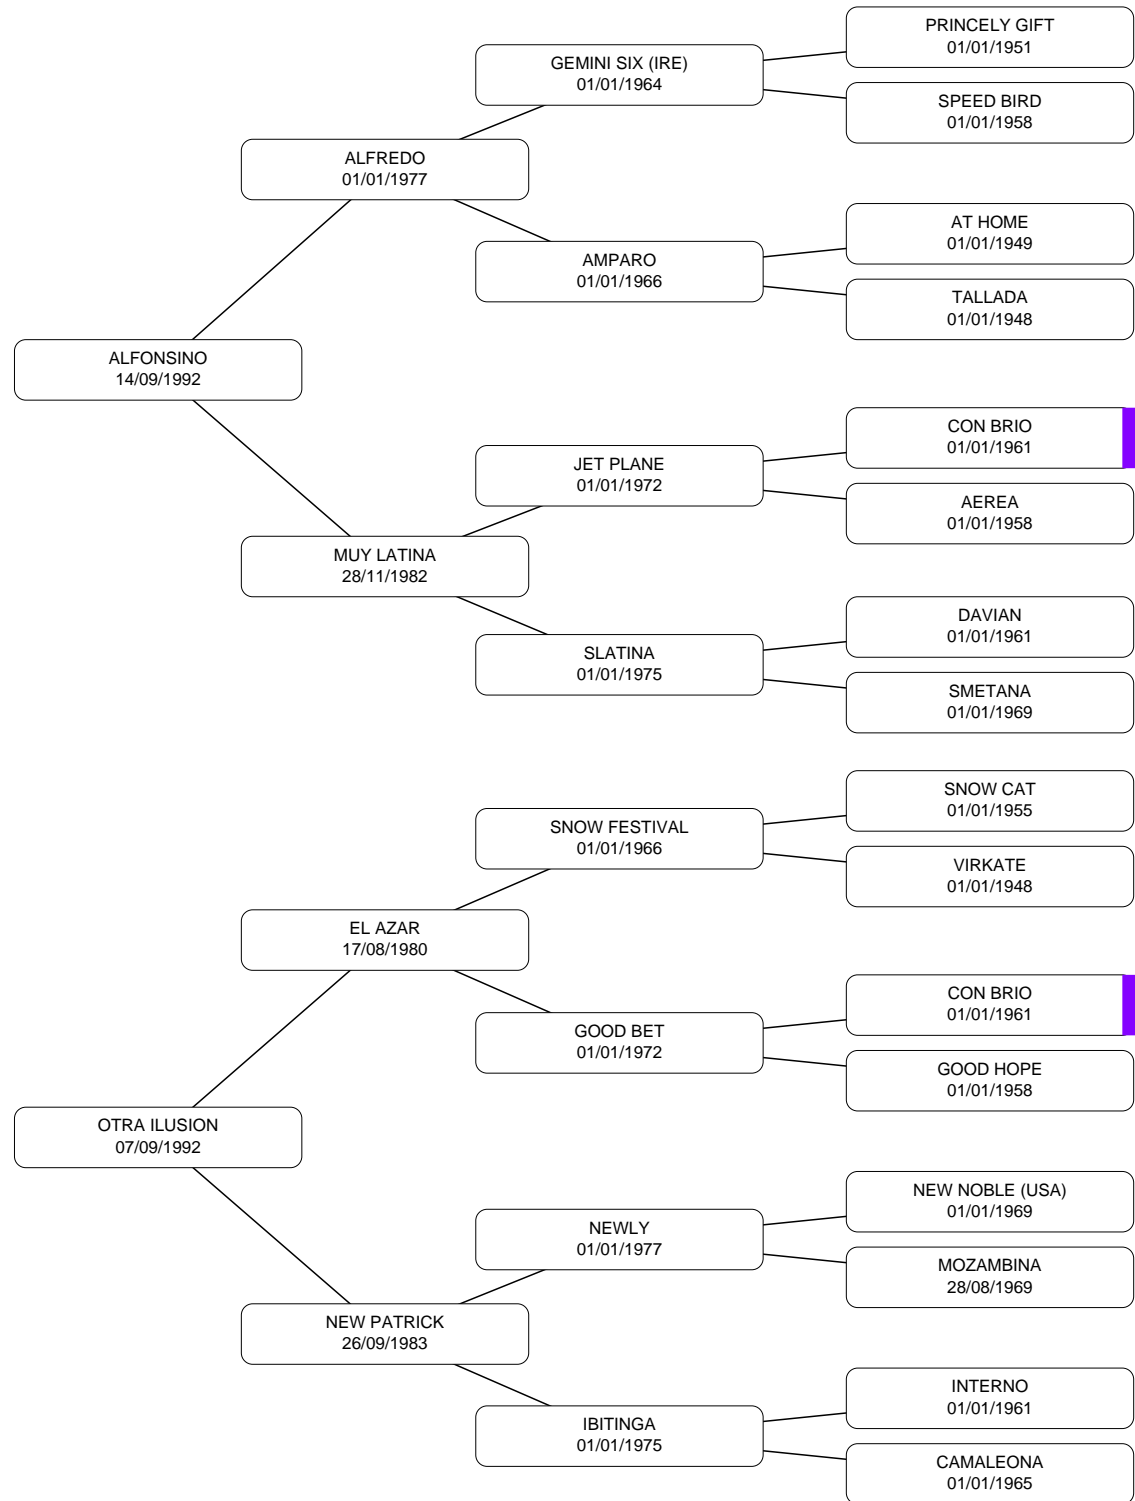 PRINCELY GIFT
01/01/1951
GEMINI SIX (IRE)
01/01/1964
SPEED BIRD
01/01/1958
ALFREDO
01/01/1977
AT HOME
01/01/1949
AMPARO
01/01/1966
TALLADA
01/01/1948
ALFONSINO
14/09/1992
CON BRIO
01/01/1961
JET PLANE
01/01/1972
AEREA
01/01/1958
MUY LATINA
28/11/1982
DAVIAN
01/01/1961
SLATINA
01/01/1975
SMETANA
01/01/1969
SNOW CAT
01/01/1955
SNOW FESTIVAL
01/01/1966
VIRKATE
01/01/1948
EL AZAR
17/08/1980
CON BRIO
01/01/1961
GOOD BET
01/01/1972
GOOD HOPE
01/01/1958
OTRA ILUSION
07/09/1992
NEW NOBLE (USA)
01/01/1969
NEWLY
01/01/1977
MOZAMBINA
28/08/1969
NEW PATRICK
26/09/1983
INTERNO
01/01/1961
IBITINGA
01/01/1975
CAMALEONA
01/01/1965